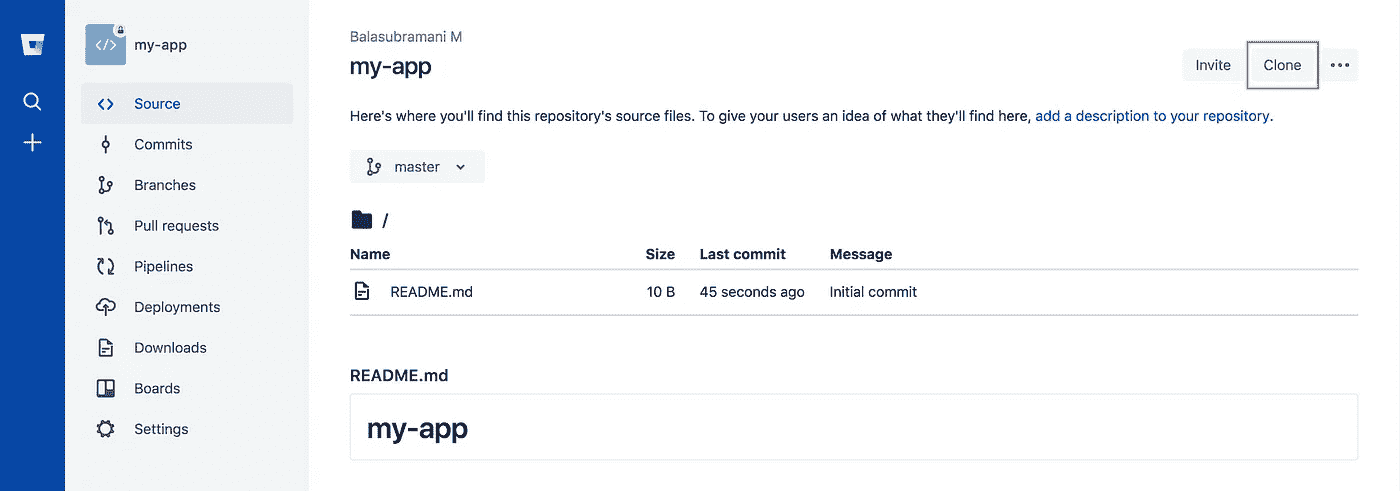 my-app
Source
Commits
Branches
Pull requests
Pipelines
Deployments
Downloads
Boards
Settings
Balasubramani M
my-app
Invite Clone
Here's where you'll find this repository's source files. To give your users an idea of what they'll find here, add a description to your repository.
master
/
Name Size Last commit Message
README.md 10 B 45 seconds ago Initial commit
README.md
my-app